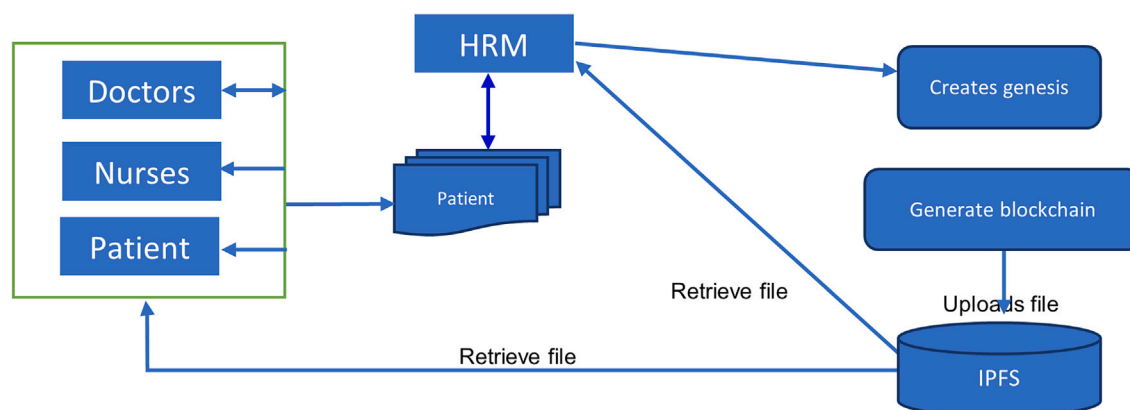 HRM
Doctors
Creates genesis
Nurses
Patient
Generate blockchain
Patient
Retrieve file
Uploads file
Retrieve file
IPFS